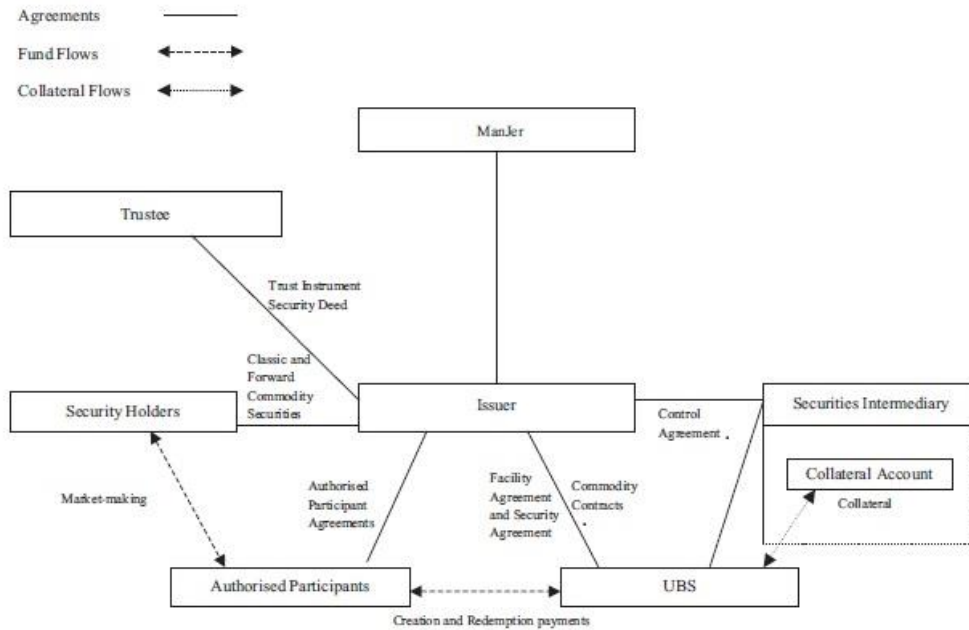 Agreements
Fund Flows
Collateral Flows
ManJer
Trustee
Trust Instrument
Security Deed
Classic and
Forward
Commodity
Securities
Security Holders
Issuer
Control
Agreement
Securities Intermediary
Collateral Account
Collateral
Market-making
Authorised
Participant
Agreements
Facility
Agreement
and Security
Agreement
Commodity
Contracts
Authorised Participants
UBS
Creation and Redemption payments